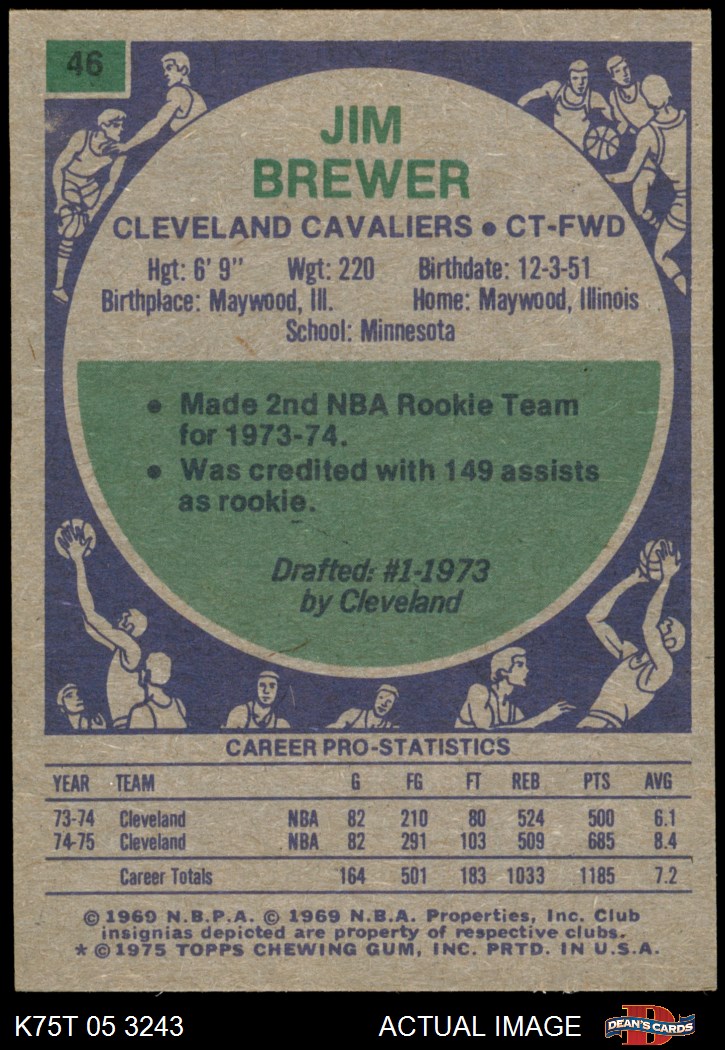 46
JIM
BREWER
CLEVELAND CAVALIERS • CT-FWD
Hgt: 6' 9" Wgt: 220 Birthdate: 12-3-51
Birthplace: Maywood, Ill. Home: Maywood, Illinois
School: Minnesota
• Made 2nd NBA Rookie Team
for 1973-74.
• Was credited with 149 assists
as rookie.
Drafted: #1-1973
by Cleveland
CAREER PRO-STATISTICS
YEAR TEAM G FG FT REB PTS AVG
73-74 Cleveland NBA 82 210 80 524 500 6.1
74-75 Cleveland NBA 82 291 103 509 685 8.4
Career Totals 164 501 183 1033 1185 7.2
© 1969 N.B.P.A. © 1969 N.B.A. Properties, Inc. Club
insignias depicted are property of respective clubs.
* © 1975 TOPPS CHEWING GUM, INC. PRTD. IN U.S.A.
K75T 05 3243 ACTUAL IMAGE
D
DEAN'S CARDS